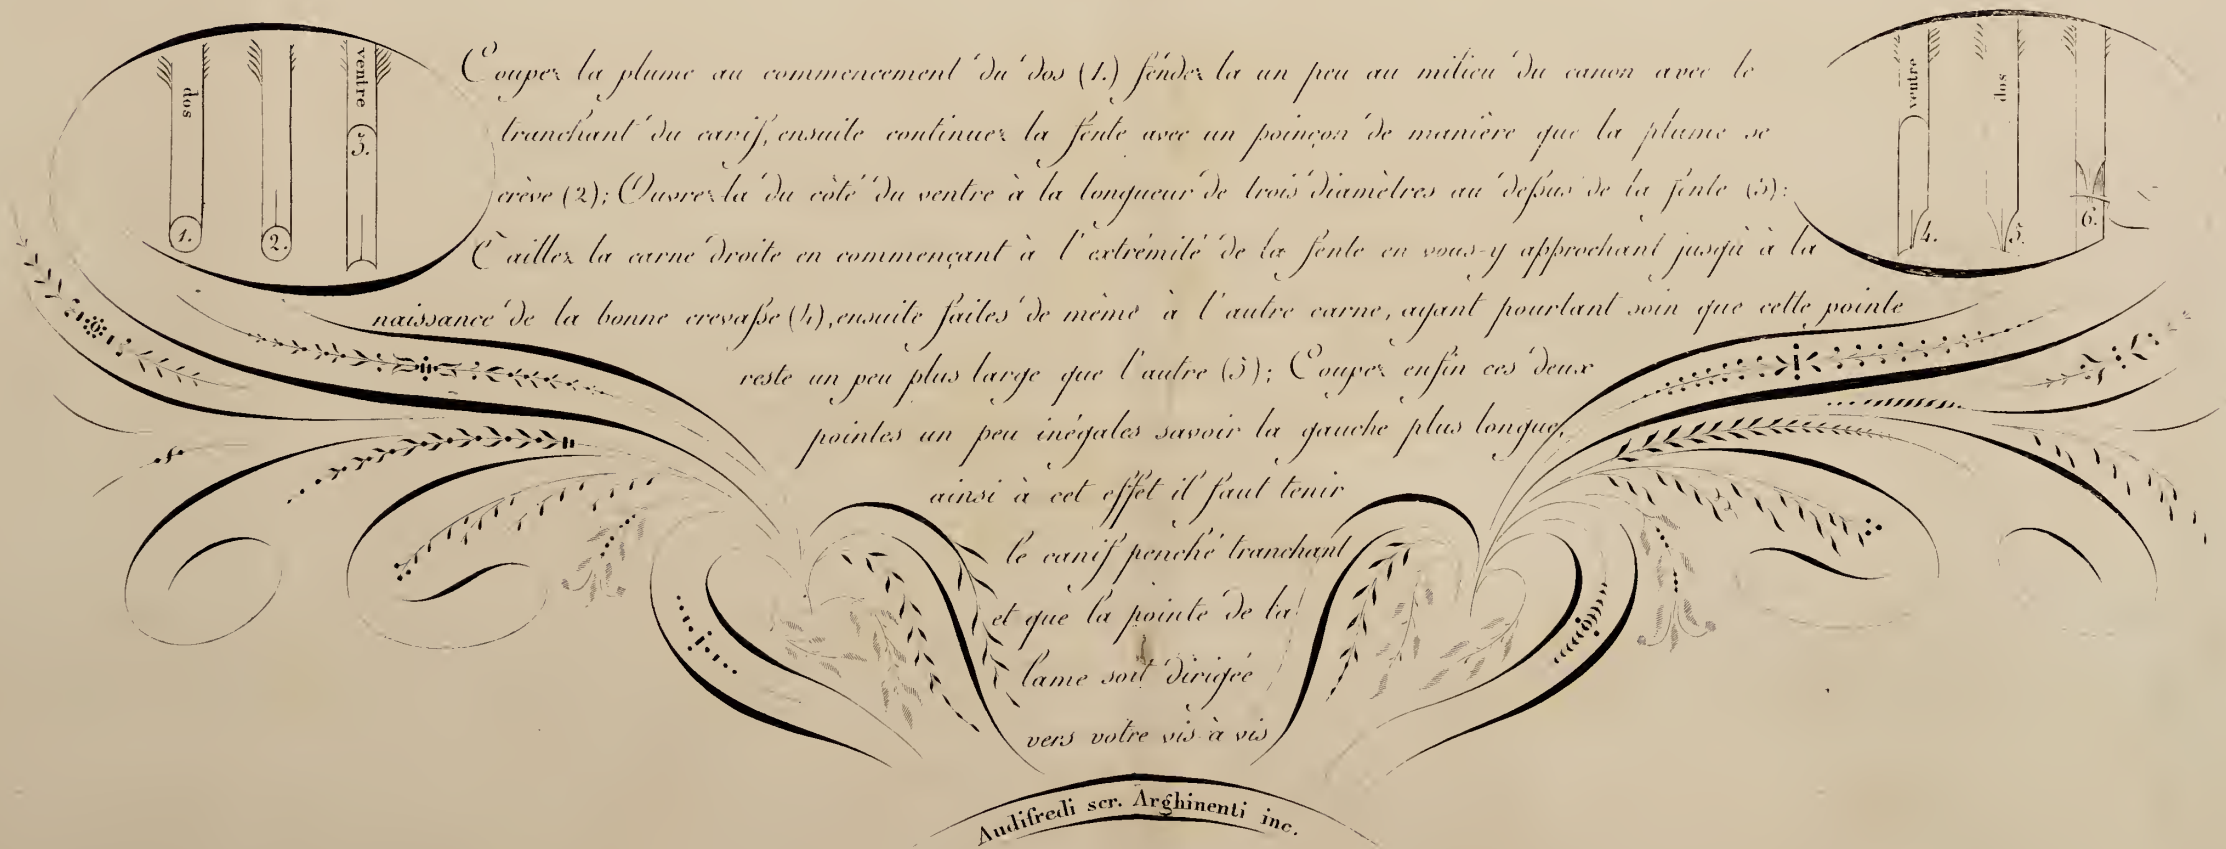 dos
1.
2.
ventre
3.
Coupez la plume au commencement du dos (1.) fendez la un peu au milieu du canon avec le
tranchant du canif, ensuite continuez la fente avec un poinçon de manière que la plume se
crève (2); Ouvrez-la du côté du ventre à la longueur de trois diamètres au deſsus de la fente (3):
Taillez la carne droite en commençant à l'extrémité de la fente en vous-y approchant jusqu'à la
naissance de la bonne crevaſse (4), ensuite faites de même à l'autre carne, ayant pourtant soin que cette pointe
reste un peu plus large que l'autre (5); Coupez enfin ces deux
pointes un peu inégales savoir la gauche plus longue,
ainsi à cet effet il faut tenir
le canif penché tranchant
et que la pointe de la
lame soit dirigée
vers votre vis à vis
ventre
4.
dos
5.
6.
Audifredi scr. Arghinenti inc.